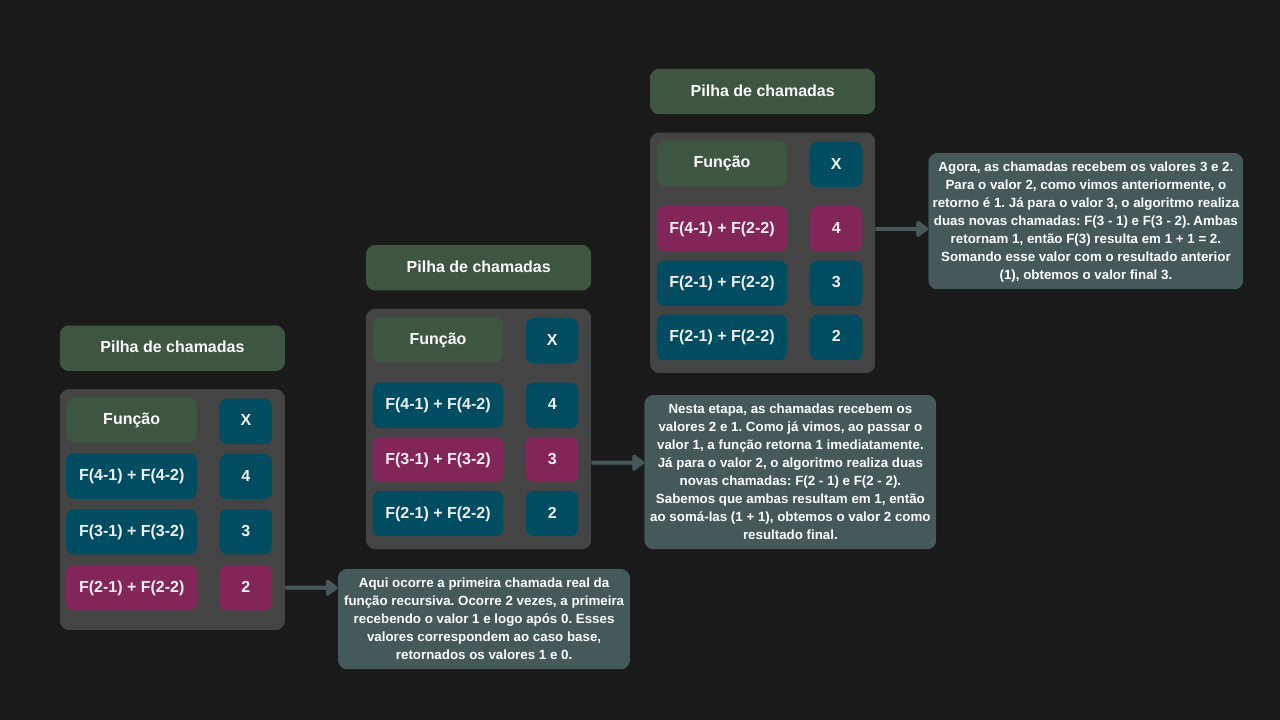 Pilha de chamadas
Função X
F(4-1) + F(4-2) 4
F(3-1) + F(3-2) 3
F(2-1) + F(2-2) 2
Aqui ocorre a primeira chamada real da
função recursiva. Ocorre 2 vezes, a primeira
recebendo o valor 1 e logo após 0. Esses
valores correspondem ao caso base,
retornados os valores 1 e 0.
Pilha de chamadas
Função X
F(4-1) + F(4-2) 4
F(3-1) + F(3-2) 3
F(2-1) + F(2-2) 2
Nesta etapa, as chamadas recebem os
valores 2 e 1. Como já vimos, ao passar o
valor 1, a função retorna 1 imediatamente.
Já para o valor 2, o algoritmo realiza duas
novas chamadas: F(2 - 1) e F(2 - 2).
Sabemos que ambas resultam em 1, então
ao somá-las (1 + 1), obtemos o valor 2 como
resultado final.
Pilha de chamadas
Função X
F(4-1) + F(2-2) 4
F(2-1) + F(2-2) 3
F(2-1) + F(2-2) 2
Agora, as chamadas recebem os valores 3 e 2.
Para o valor 2, como vimos anteriormente, o
retorno é 1. Já para o valor 3, o algoritmo realiza
duas novas chamadas: F(3 - 1) e F(3 - 2). Ambas
retornam 1, então F(3) resulta em 1 + 1 = 2.
Somando esse valor com o resultado anterior
(1), obtemos o valor final 3.